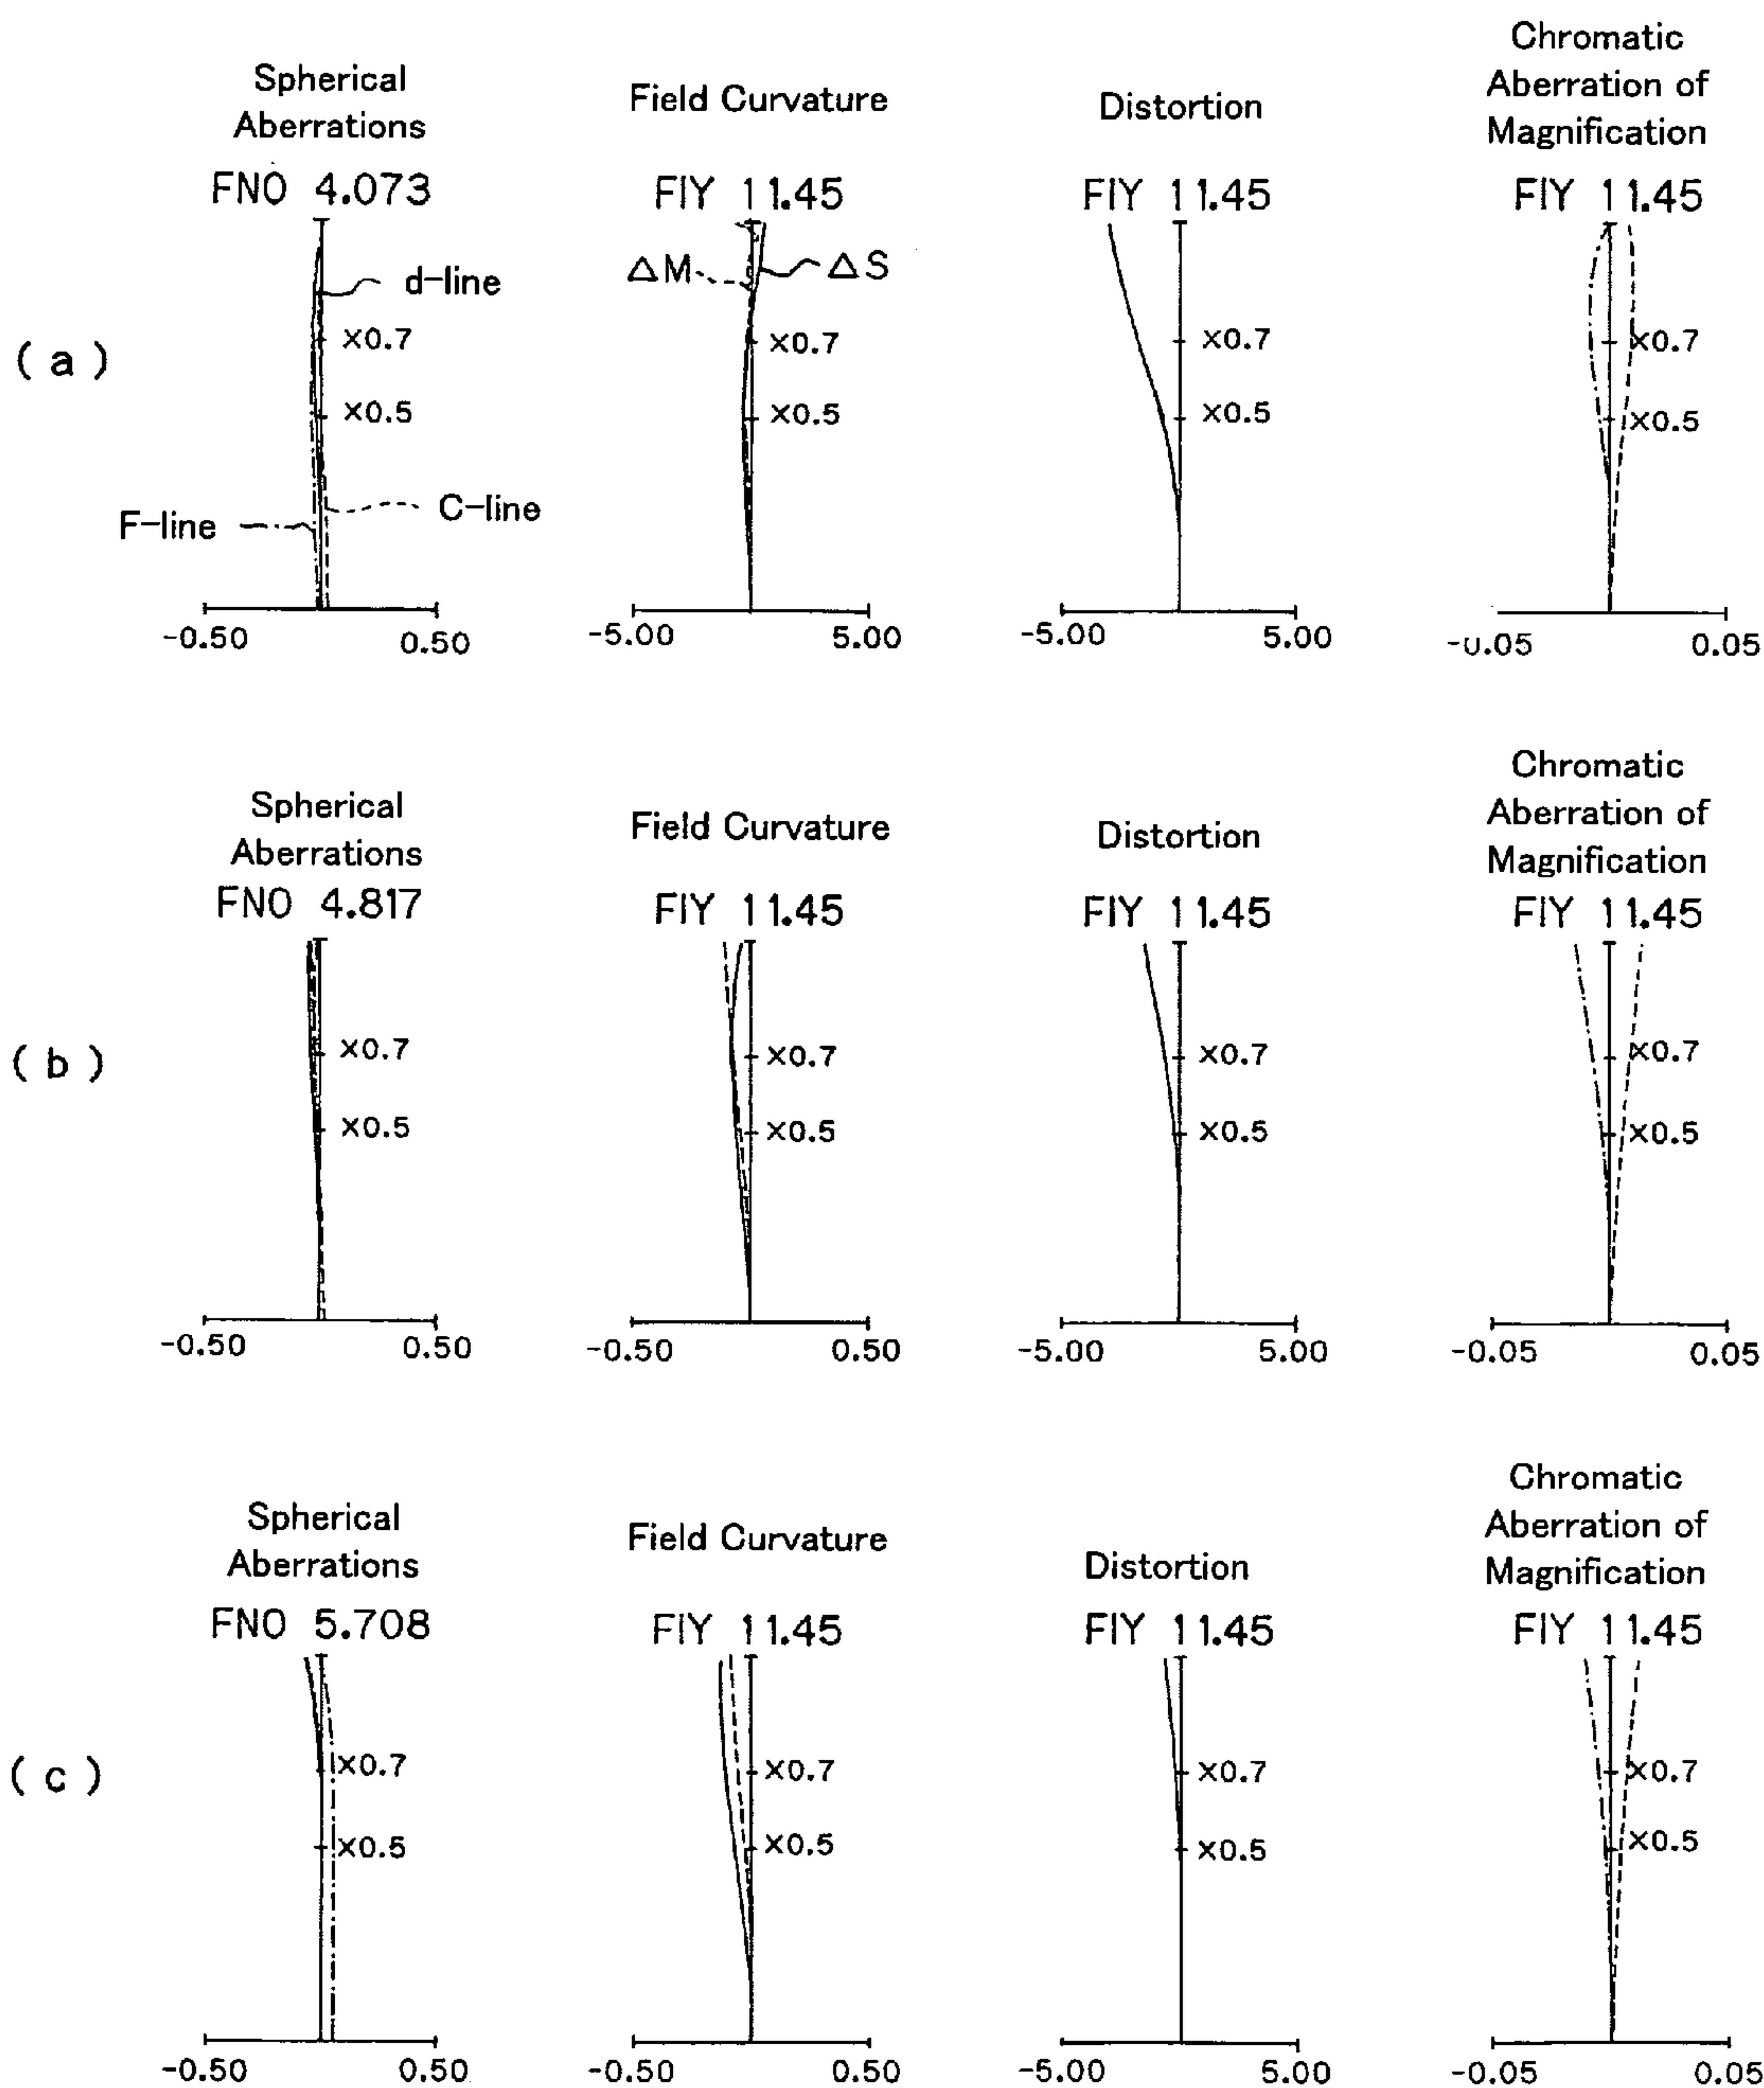 Spherical
Aberrations
FNO 4.073
Field Curvature
FIY 11.45
Distortion
FIY 11.45
Chromatic
Aberration of
Magnification
FIY 11.45
(a)
d-line
×0.7
×0.5
F-line
C-line
-0.50 0.50
ΔM
ΔS
×0.7
×0.5
-5.00 5.00
×0.7
×0.5
-5.00 5.00
×0.7
×0.5
-0.05 0.05
Spherical
Aberrations
FNO 4.817
Field Curvature
FIY 11.45
Distortion
FIY 11.45
Chromatic
Aberration of
Magnification
FIY 11.45
(b)
×0.7
×0.5
-0.50 0.50
×0.7
×0.5
-0.50 0.50
×0.7
×0.5
-5.00 5.00
×0.7
×0.5
-0.05 0.05
Spherical
Aberrations
FNO 5.708
Field Curvature
FIY 11.45
Distortion
FIY 11.45
Chromatic
Aberration of
Magnification
FIY 11.45
(c)
×0.7
×0.5
-0.50 0.50
×0.7
×0.5
-0.50 0.50
×0.7
×0.5
-5.00 5.00
×0.7
×0.5
-0.05 0.05